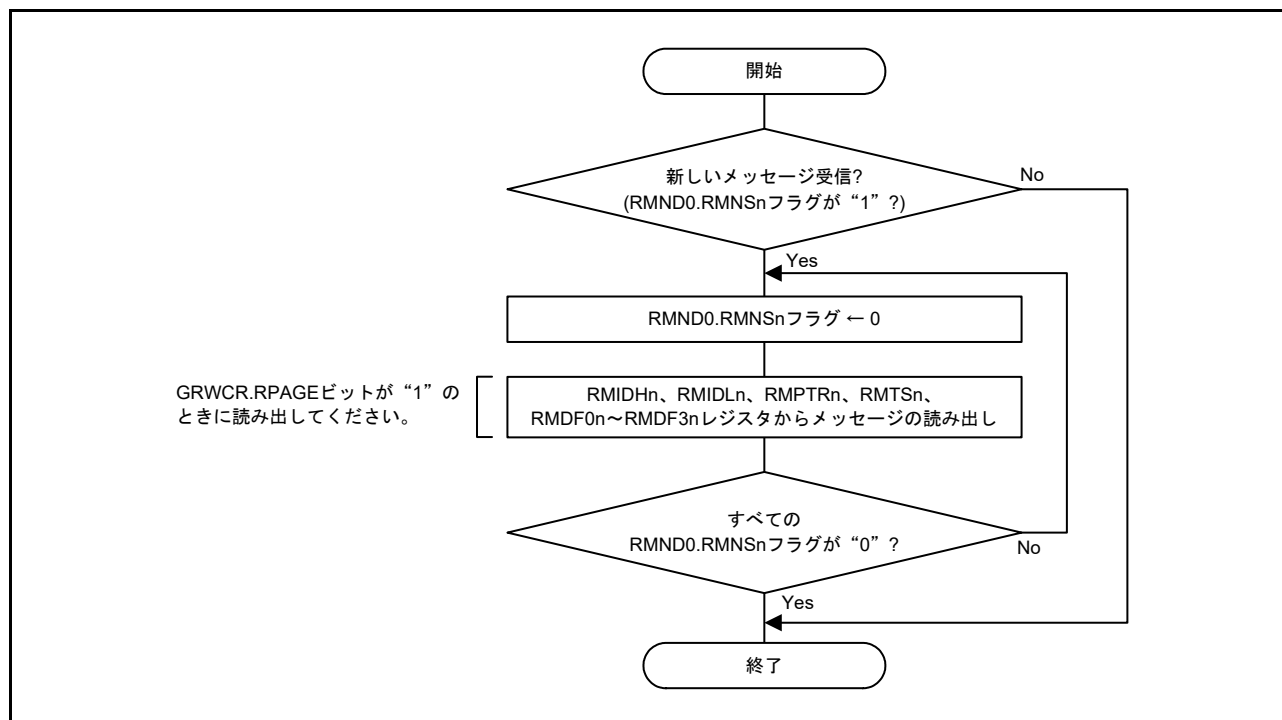 開始
新しいメッセージ受信?
(RMND0.RMNSnフラグが“1”?)
No
Yes
RMND0.RMNSnフラグ ← 0
GRWCR.RPAGEビットが“1”の
ときに読み出してください。
RMIDHn、RMIDLn、RMPTRn、RMTSn、
RMDF0n～RMDF3nレジスタからメッセージの読み出し
すべての
RMND0.RMNSnフラグが“0”?
No
Yes
終了